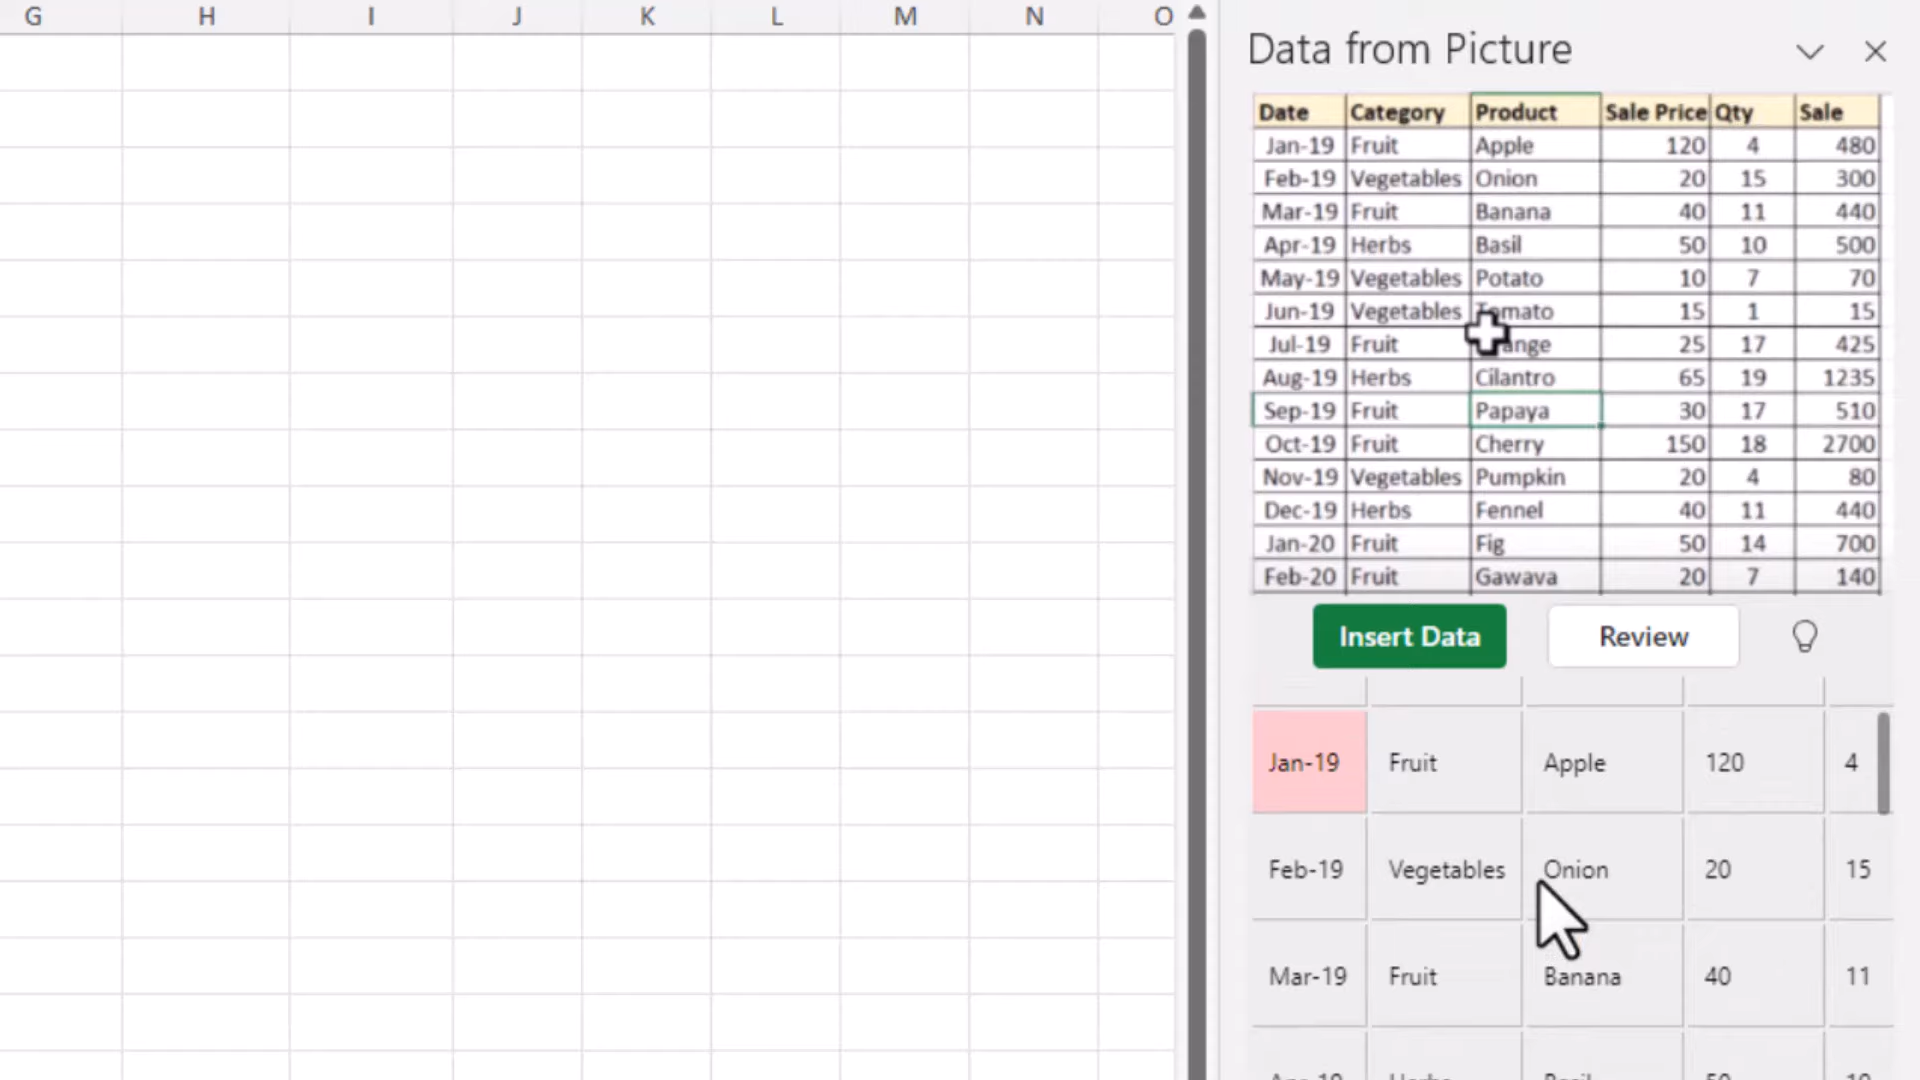 G H I J K L M N O
Data from Picture
Date Category Product Sale Price Qty Sale
Jan-19 Fruit Apple 120 4 480
Feb-19 Vegetables Onion 20 15 300
Mar-19 Fruit Banana 40 11 440
Apr-19 Herbs Basil 50 10 500
May-19 Vegetables Potato 10 7 70
Jun-19 Vegetables Tomato 15 1 15
Jul-19 Fruit 25 17 425
Aug-19 Herbs Cilantro 65 19 1235
Sep-19 Fruit Papaya 30 17 510
Oct-19 Fruit Cherry 150 18 2700
Nov-19 Vegetables Pumpkin 20 4 80
Dec-19 Herbs Fennel 40 11 440
Jan-20 Fruit Fig 50 14 700
Feb-20 Fruit Gawava 20 7 140
Insert Data Review
Jan-19 Fruit Apple 120 4
Feb-19 Vegetables Onion 20 15
Mar-19 Fruit Banana 40 11